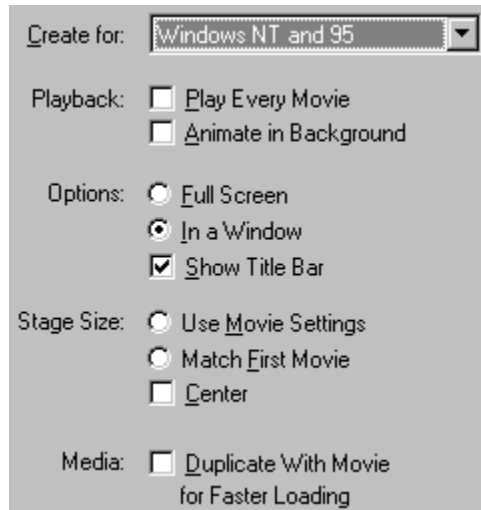 Create for: Windows NT and 95
Playback: Play Every Movie
Animate in Background
Options: Full Screen
In a Window
Show Title Bar
Stage Size: Use Movie Settings
Match First Movie
Center
Media: Duplicate With Movie
for Faster Loading